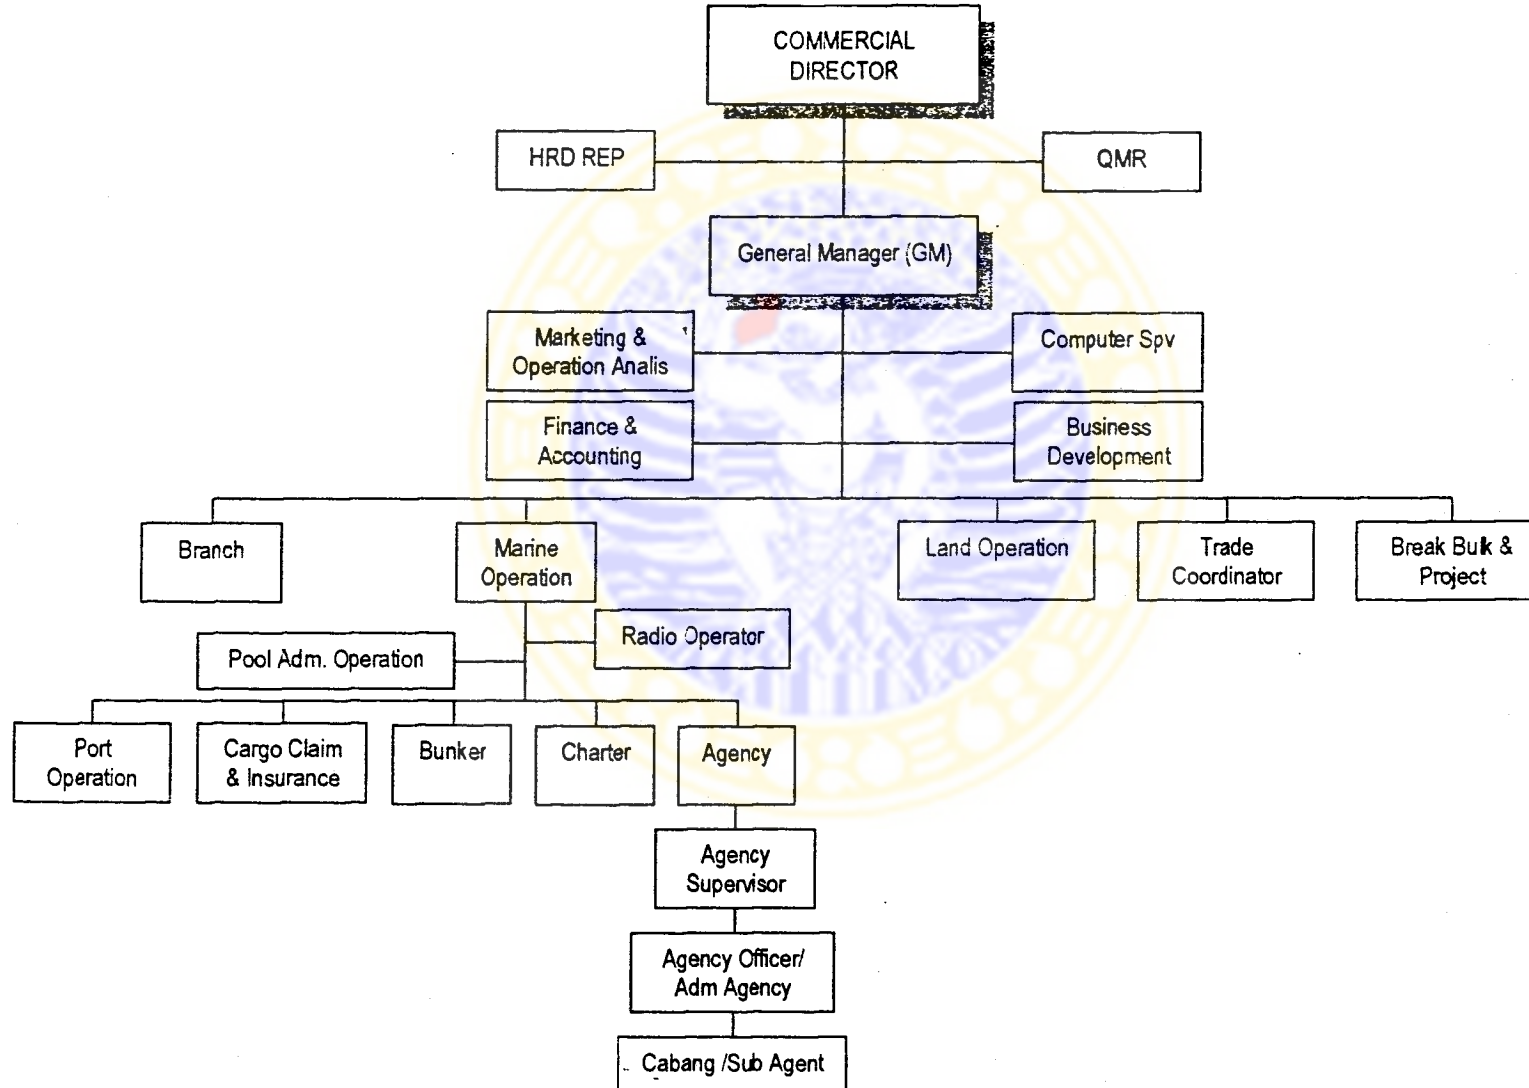 COMMERCIAL
DIRECTOR
HRD REP
QMR
General Manager (GM)
Marketing &
Operation Analis
Computer Spv
Finance &
Accounting
Business
Development
Branch
Marine
Operation
Land Operation
Trade
Coordinator
Break Bulk &
Project
Radio Operator
Pool Adm. Operation
Port
Operation
Cargo Claim
& Insurance
Bunker
Charter
Agency
Agency
Supervisor
Agency Officer/
Adm Agency
Cabang /Sub Agent